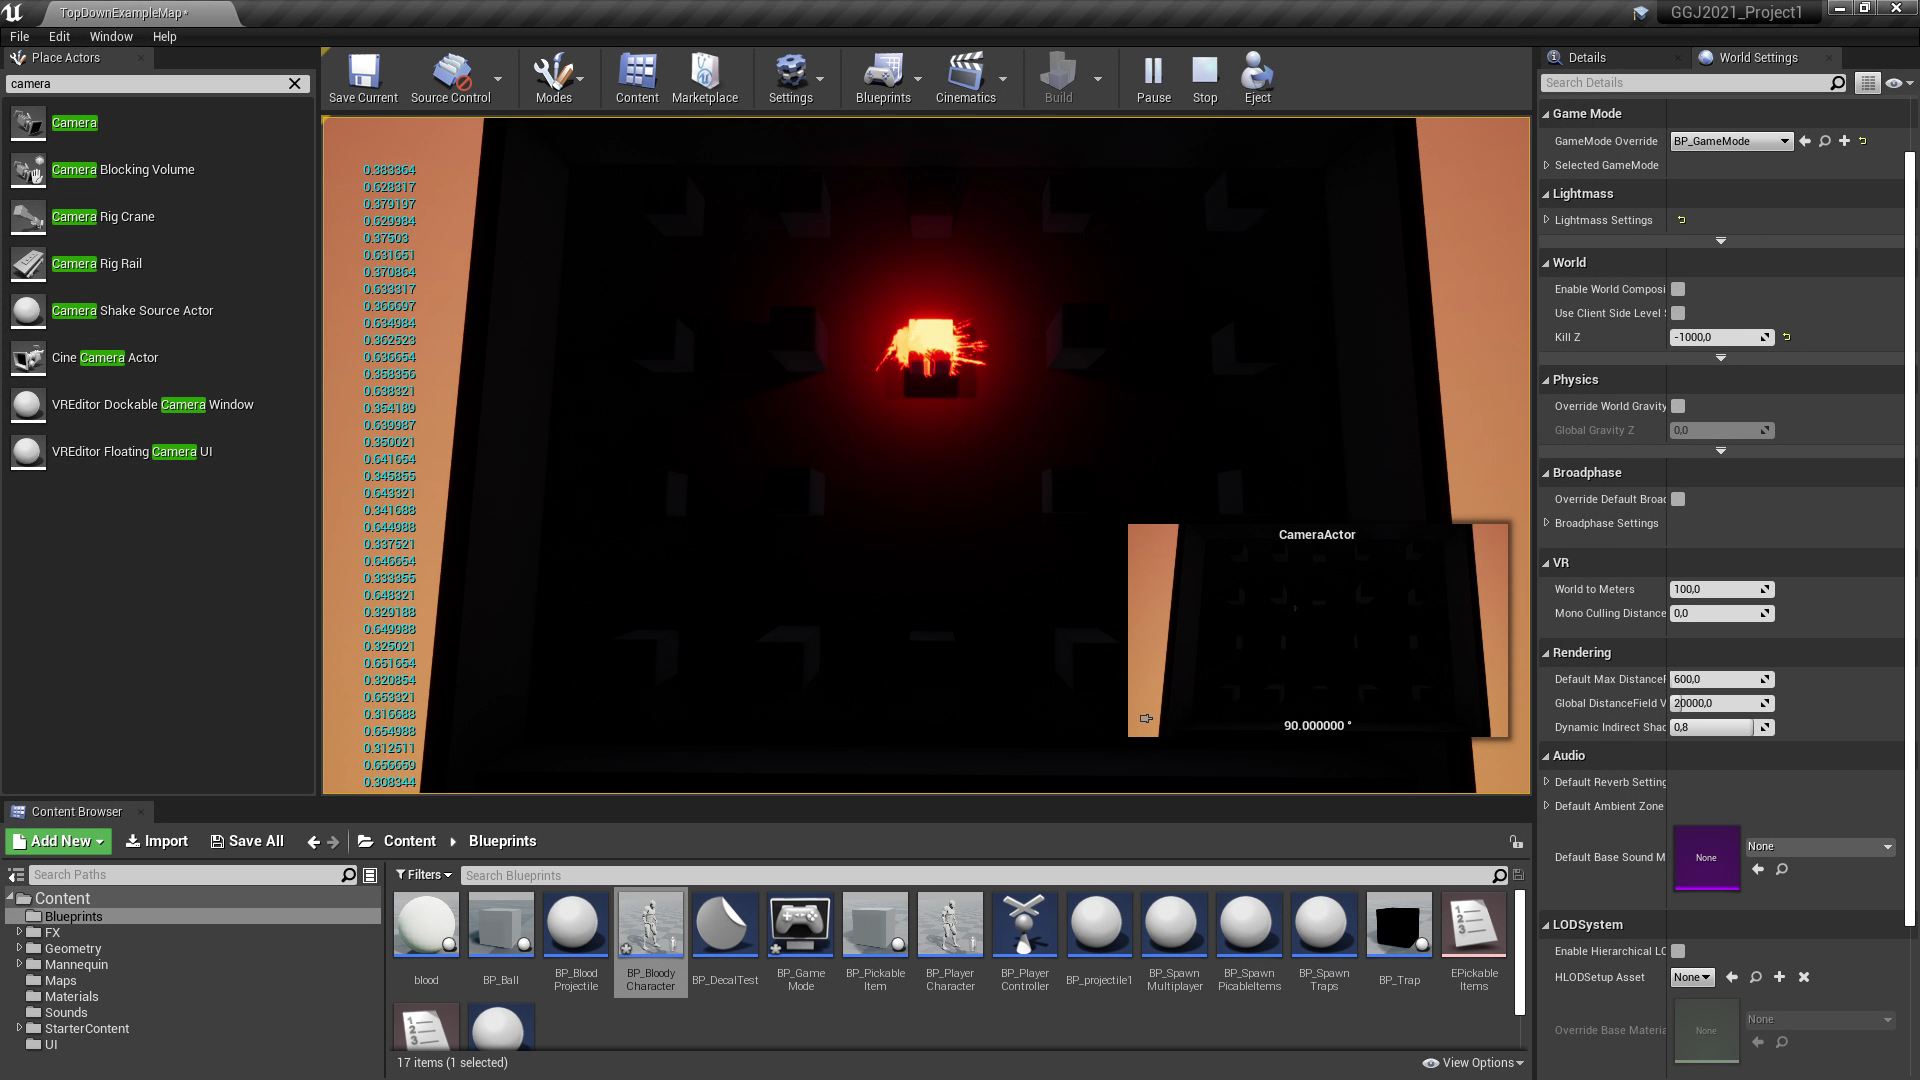 TopDownExampleMap*
GGJ2021_Project1
File Edit Window Help
Place Actors
camera
Camera
Camera Blocking Volume
Camera Rig Crane
Camera Rig Rail
Camera Shake Source Actor
Cine Camera Actor
VREditor Dockable Camera Window
VREditor Floating Camera UI
Save Current
Source Control
Modes
Content
Marketplace
Settings
Blueprints
Cinematics
Build
Pause
Stop
Eject
0.383364
0.628317
0.379197
0.629984
0.37503
0.631651
0.370864
0.633317
0.366697
0.634984
0.362523
0.636654
0.358356
0.638321
0.354189
0.639987
0.350021
0.641654
0.345855
0.643321
0.341688
0.644988
0.337521
0.646654
0.333355
0.648321
0.329188
0.649988
0.325021
0.651654
0.320854
0.653321
0.316688
0.654988
0.312511
0.656659
0.308344
CameraActor
90.000000 °
Details
World Settings
Search Details
Game Mode
GameMode Override
BP_GameMode
Selected GameMode
Lightmass
Lightmass Settings
World
Enable World Composi
Use Client Side Level
Kill Z
-1000,0
Physics
Override World Gravity
Global Gravity Z
0,0
Broadphase
Override Default Broad
Broadphase Settings
VR
World to Meters
100,0
Mono Culling Distance
0,0
Rendering
Default Max DistanceF
600,0
Global DistanceField V
20000,0
Dynamic Indirect Shad
0,8
Audio
Default Reverb Setting
Default Ambient Zone
Default Base Sound M
None
None
LODSystem
Enable Hierarchical LO
HLODSetup Asset
None
Override Base Materia
None
None
Content Browser
Add New
Import
Save All
Content
Blueprints
Search Paths
Content
Blueprints
FX
Geometry
Mannequin
Maps
Materials
Sounds
StarterContent
UI
Filters
Search Blueprints
blood
BP_Ball
BP_Blood
Projectile
BP_Bloody
Character
BP_DecalTest
BP_Game
Mode
BP_Pickable
Item
BP_Player
Character
BP_Player
Controller
BP_projectile1
BP_Spawn
Multiplayer
BP_Spawn
PicableItems
BP_Spawn
Traps
BP_Trap
EPickable
Items
17 items (1 selected)
View Options